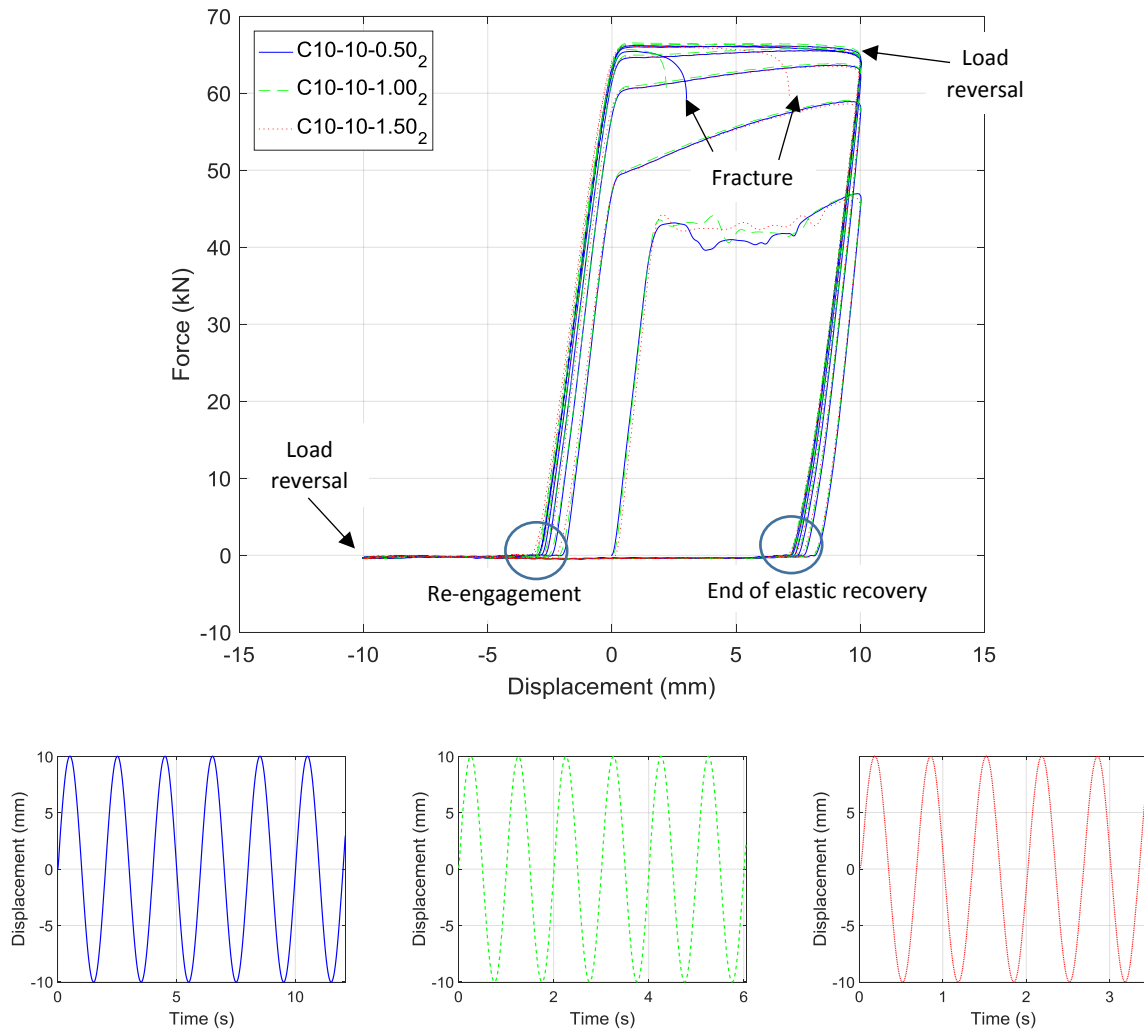 70
60
50
40
30
20
10
0
-10
Force (kN)
C10-10-0.50₂
C10-10-1.00₂
C10-10-1.50₂
Load
reversal
Fracture
Load
reversal
Re-engagement
End of elastic recovery
-15 -10 -5 0 5 10 15
Displacement (mm)
10
5
0
-5
-10
Displacement (mm)
0 5 10
Time (s)
10
5
0
-5
-10
Displacement (mm)
0 2 4 6
Time (s)
10
5
0
-5
-10
Displacement (mm)
0 1 2 3
Time (s)